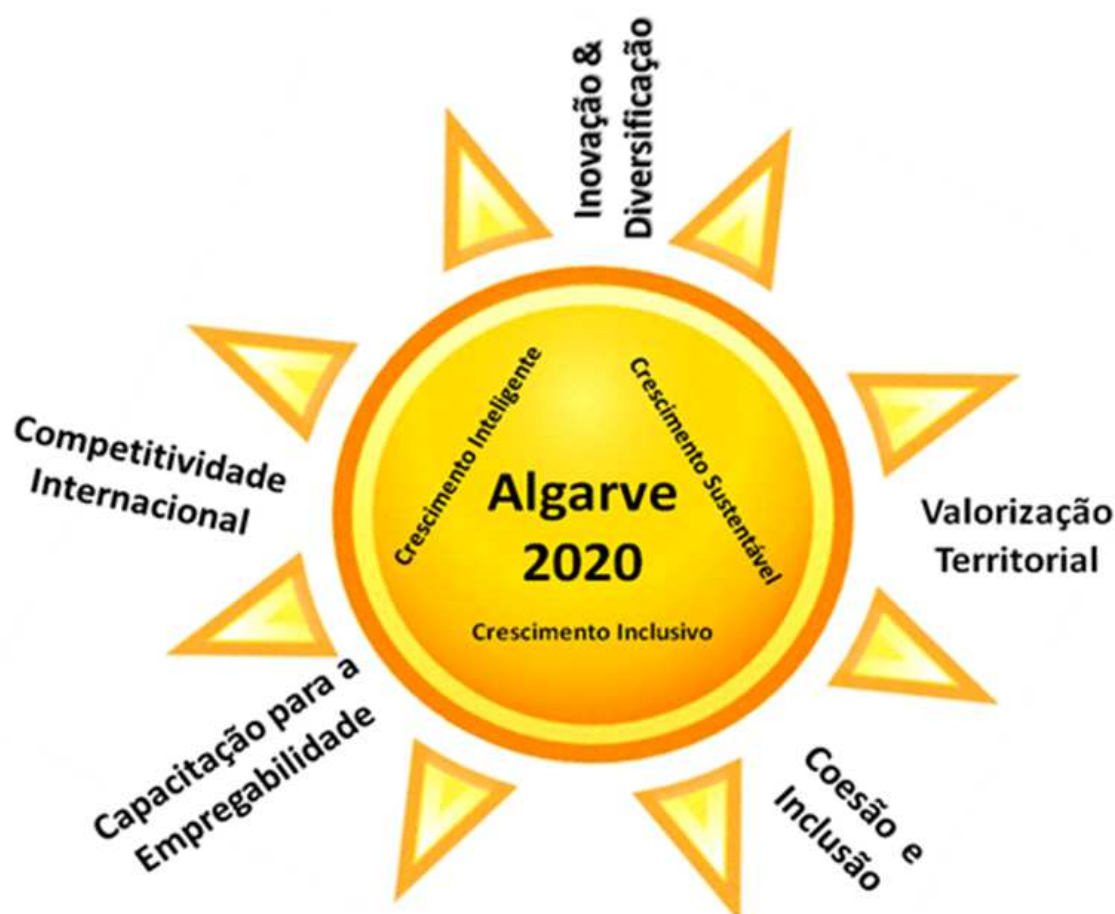 Inovação &
Diversificação
Crescimento Inteligente
Crescimento Sustentável
Competitividade
Internacional
Algarve
2020
Valorização
Territorial
Crescimento Inclusivo
Capacitação para a
Empregabilidade
Coesão e
Inclusão